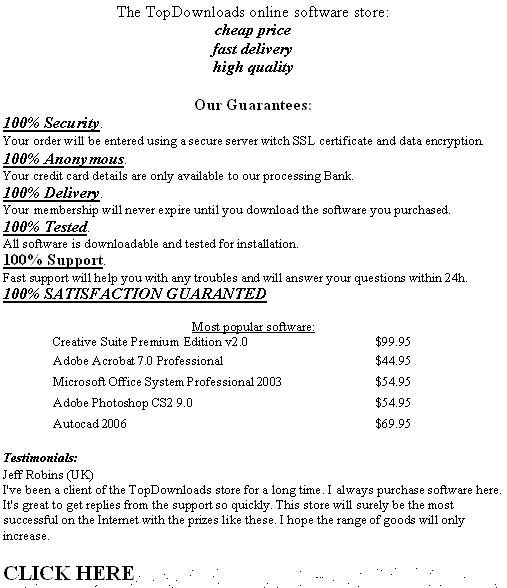 The TopDownloads online software store:
cheap price
fast delivery
high quality
Our Guarantees:
100% Security.
Your order will be entered using a secure server witch SSL certificate and data encryption.
100% Anonymous.
Your credit card details are only available to our processing Bank.
100% Delivery.
Your membership will never expire until you download the software you purchased.
100% Tested.
All software is downloadable and tested for installation.
100% Support.
Fast support will help you with any troubles and will answer your questions within 24h.
100% SATISFACTION GUARANTED
Most popular software:
Creative Suite Premium Edition v2.0 $99.95
Adobe Acrobat 7.0 Professional $44.95
Microsoft Office System Professional 2003 $54.95
Adobe Photoshop CS2 9.0 $54.95
Autocad 2006 $69.95
Testimonials:
Jeff Robins (UK)
I've been a client of the TopDownloads store for a long time. I always purchase software here.
It's great to get replies from the support so quickly. This store will surely be the most
successful on the Internet with the prizes like these. I hope the range of goods will only
increase.
CLICK HERE